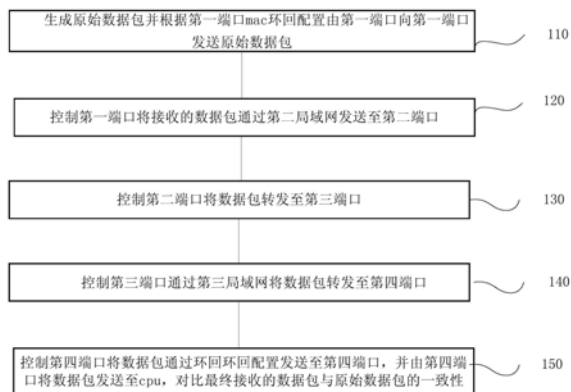 生成原始数据包并根据第一端口mac环回配置由第一端口向第一端口
发送原始数据包
110
控制第一端口将接收的数据包通过第二局域网发送至第二端口
120
控制第二端口将数据包转发至第三端口
130
控制第三端口通过第三局域网将数据包转发至第四端口
140
控制第四端口将数据包通过环回环回配置发送至第四端口，并由第四端
口将数据包发送至cpu，对比最终接收的数据包与原始数据包的一致性
150